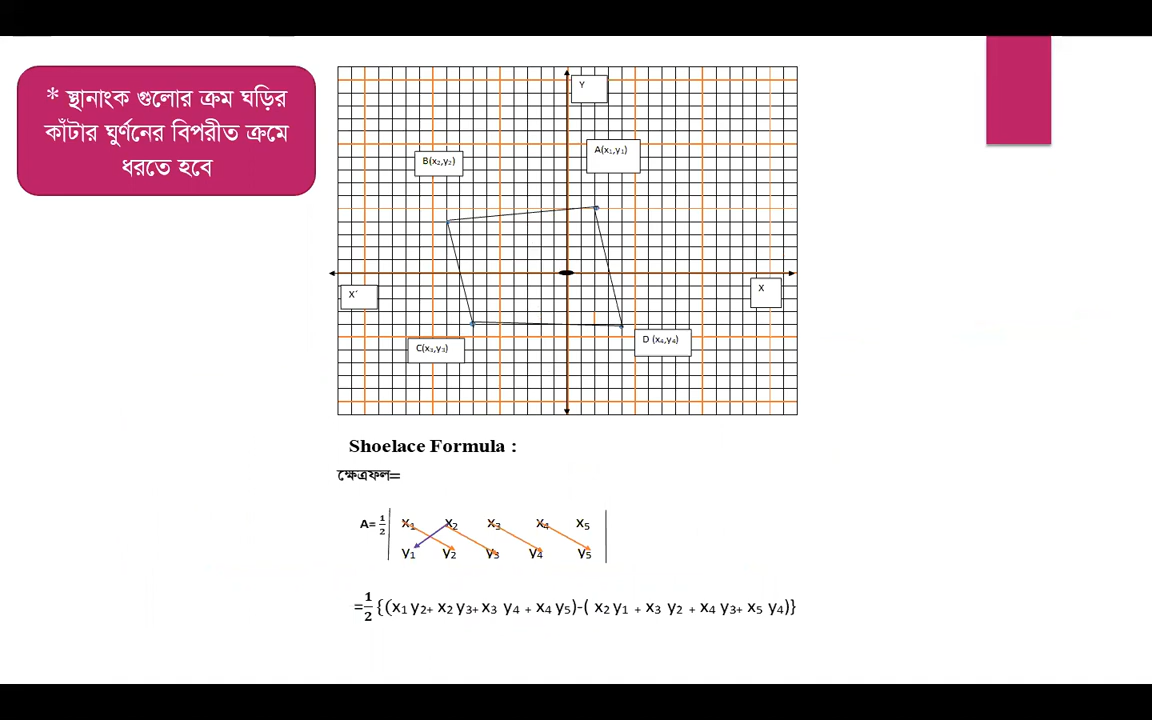 * স্থানাংক গুলোর ক্রম ঘড়ির
কাঁটার ঘুর্ণনের বিপরীত ক্রমে
ধরতে হবে
Y
A(x₁,y₁)
B(x₂,y₂)
X′
X
C(x₃,y₃)
D (x₄,y₄)
Shoelace Formula :
ক্ষেত্রফল=
A= ½ | x₁ x₂ x₃ x₄ x₅ |
y₁ y₂ y₃ y₄ y₅
=½ {(x₁ y₂+ x₂ y₃+ x₃ y₄ + x₄ y₅)-( x₂ y₁ + x₃ y₂ + x₄ y₃+ x₅ y₄)}